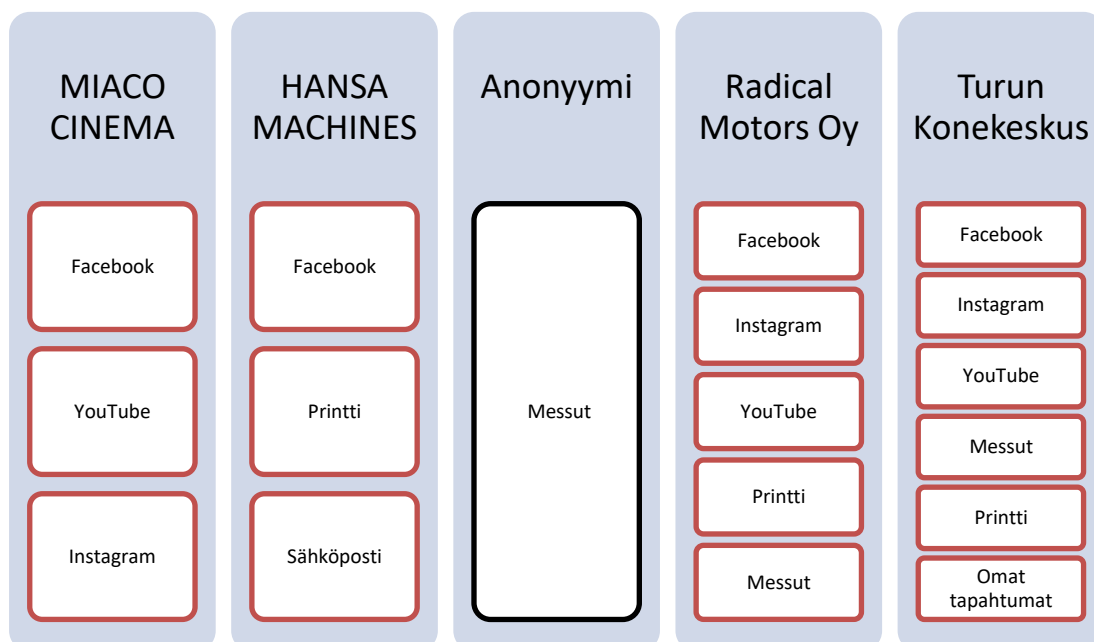 MIACO
CINEMA
Facebook
YouTube
Instagram
HANSA
MACHINES
Facebook
Printti
Sähköposti
Anonyymi
Messut
Radical
Motors Oy
Facebook
Instagram
YouTube
Printti
Messut
Turun
Konekeskus
Facebook
Instagram
YouTube
Messut
Printti
Omat
tapahtumat